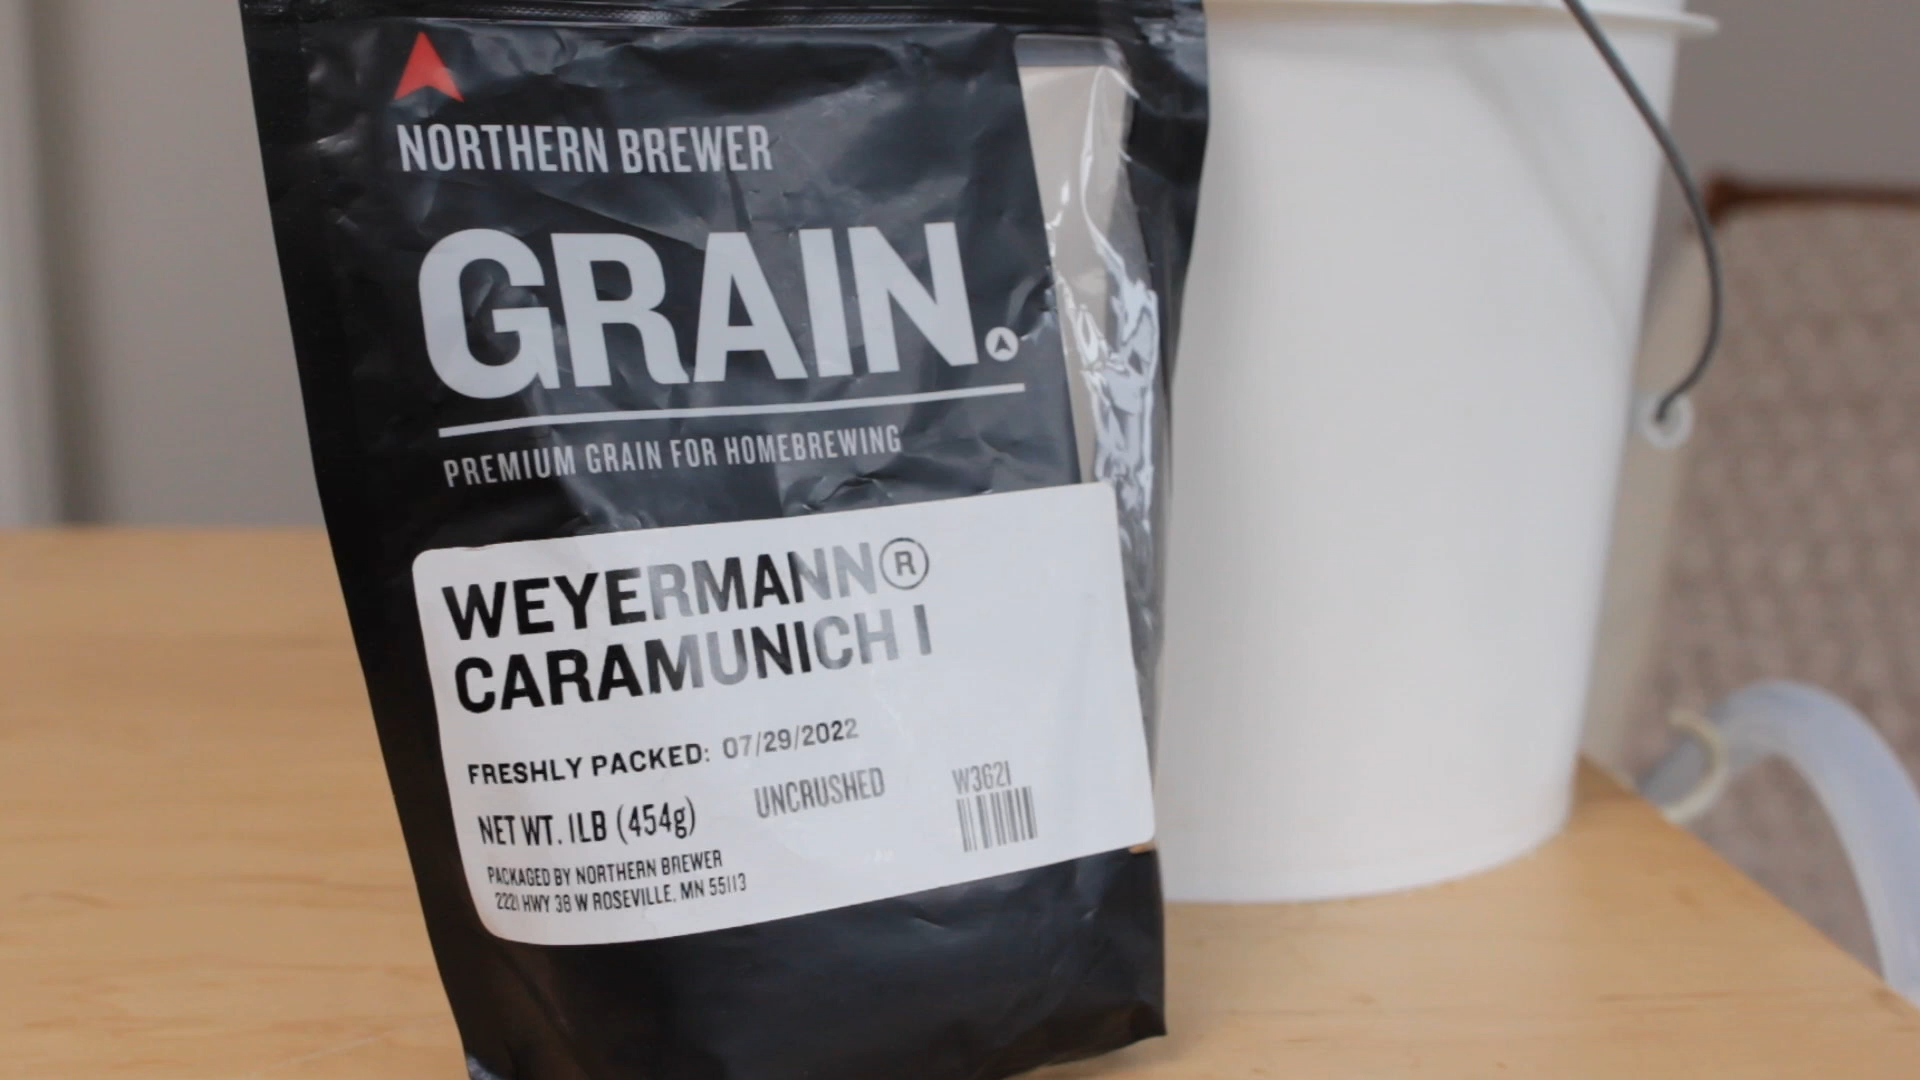 NORTHERN BREWER
GRAIN.
PREMIUM GRAIN FOR HOMEBREWING
WEYERMANN®
CARAMUNICH I
FRESHLY PACKED: 07/29/2022
NET WT. 1LB (454g)
UNCRUSHED
W3621
PACKAGED BY NORTHERN BREWER
2221 HWY 36 W ROSEVILLE, MN 55113